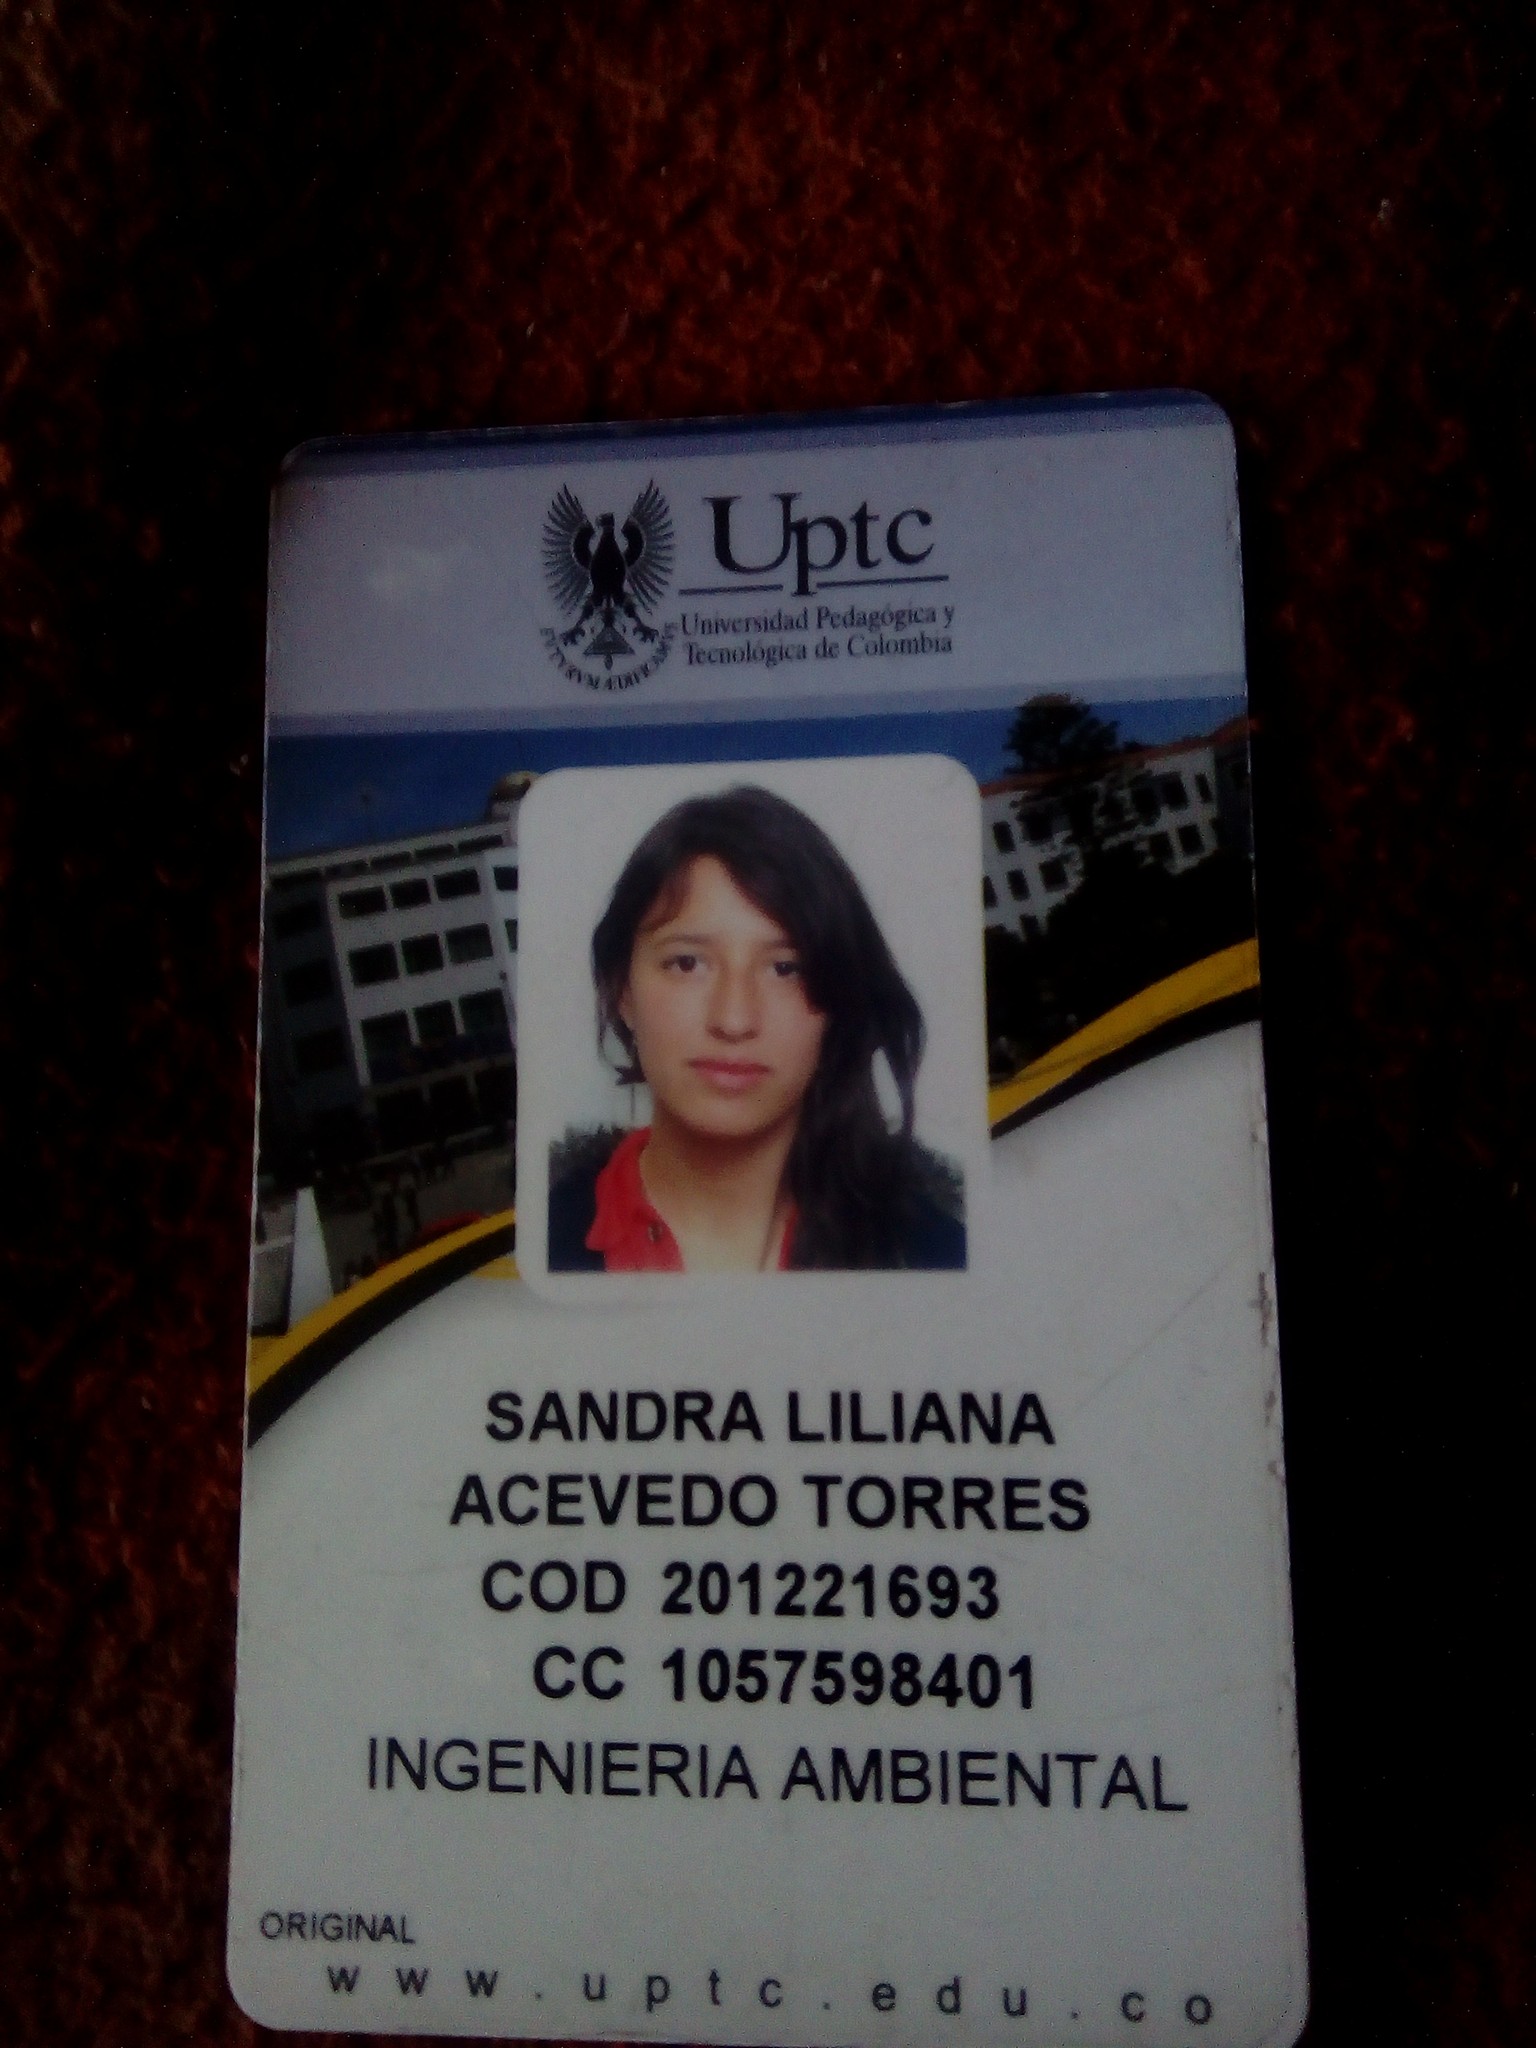 Uptc
Universidad Pedagógica y
Tecnológica de Colombia
SANDRA LILIANA
ACEVEDO TORRES
COD 201221693
CC 1057598401
INGENIERIA AMBIENTAL
ORIGINAL
www.uptc.edu.co